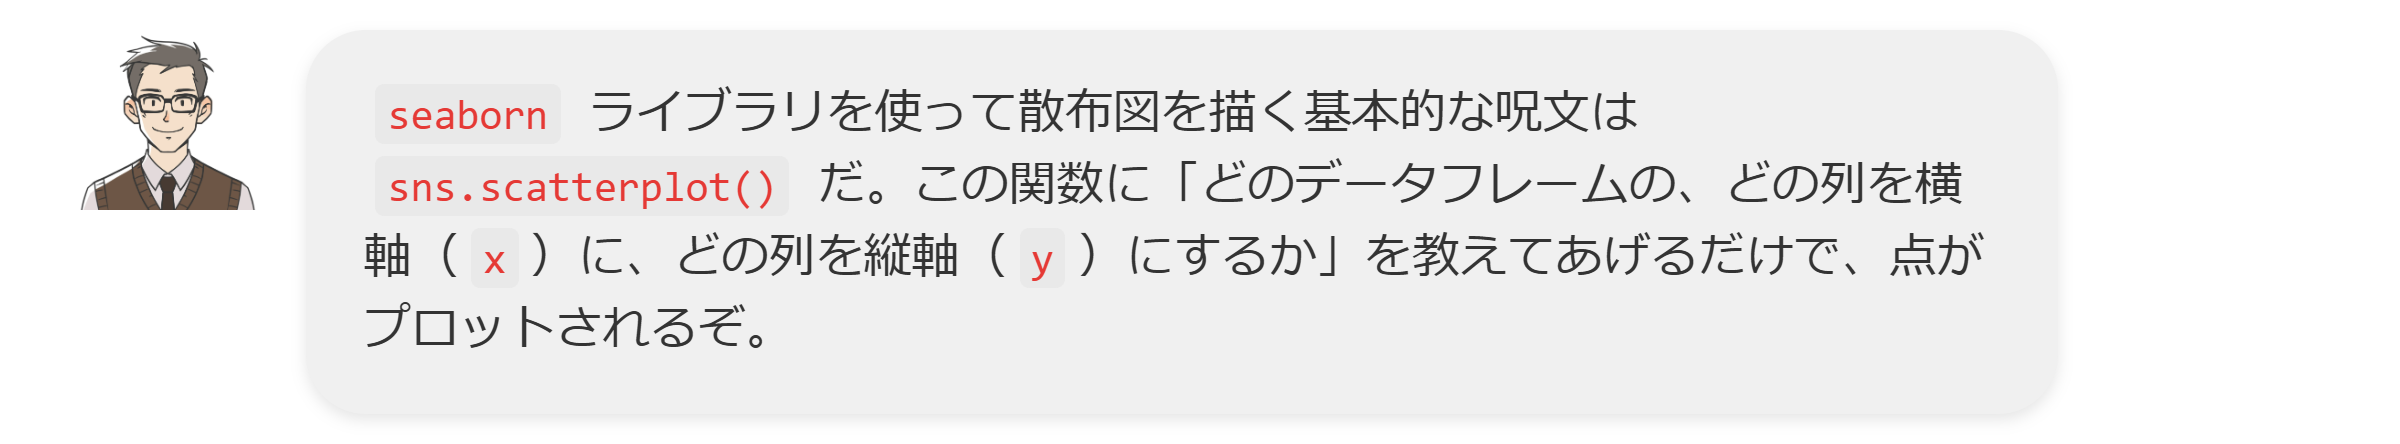 seaborn ライブラリを使って散布図を描く基本的な呪文は
sns.scatterplot() だ。この関数に「どのデータフレームの、どの列を横
軸（ x ）に、どの列を縦軸（ y ）にするか」を教えてあげるだけで、点が
プロットされるぞ。